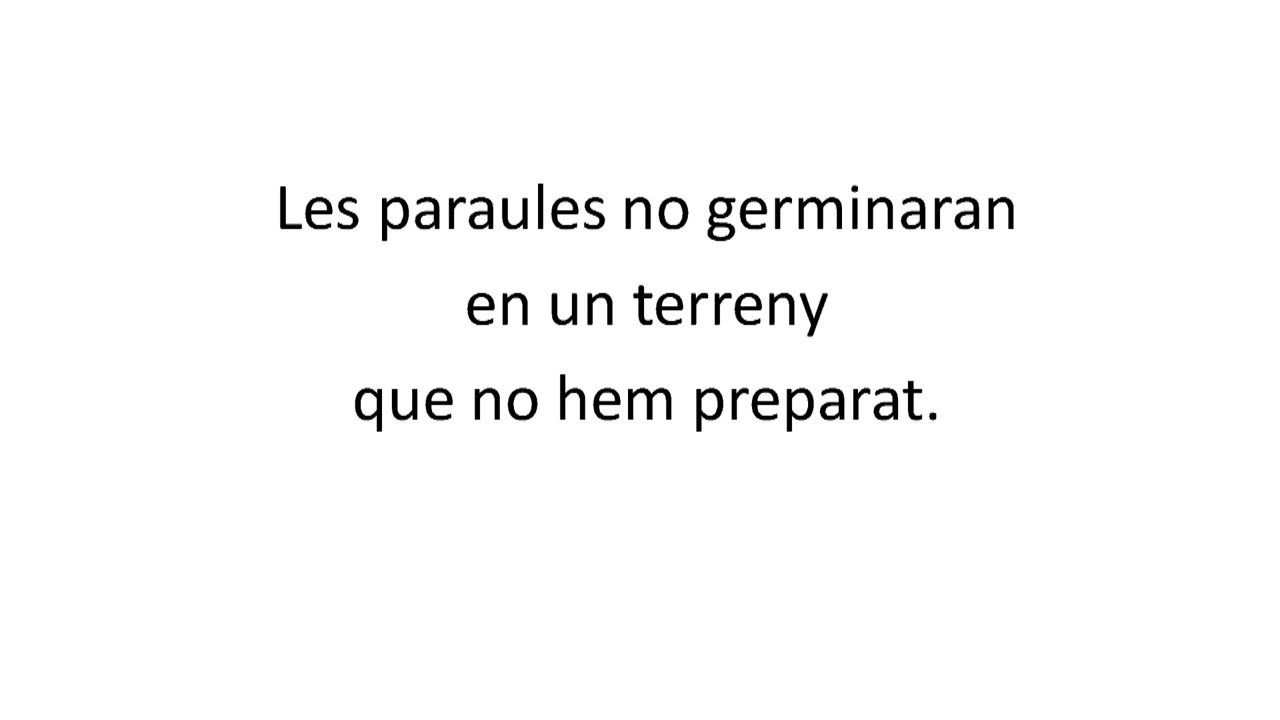 Les paraules no germinaran
en un terreny
que no hem preparat.